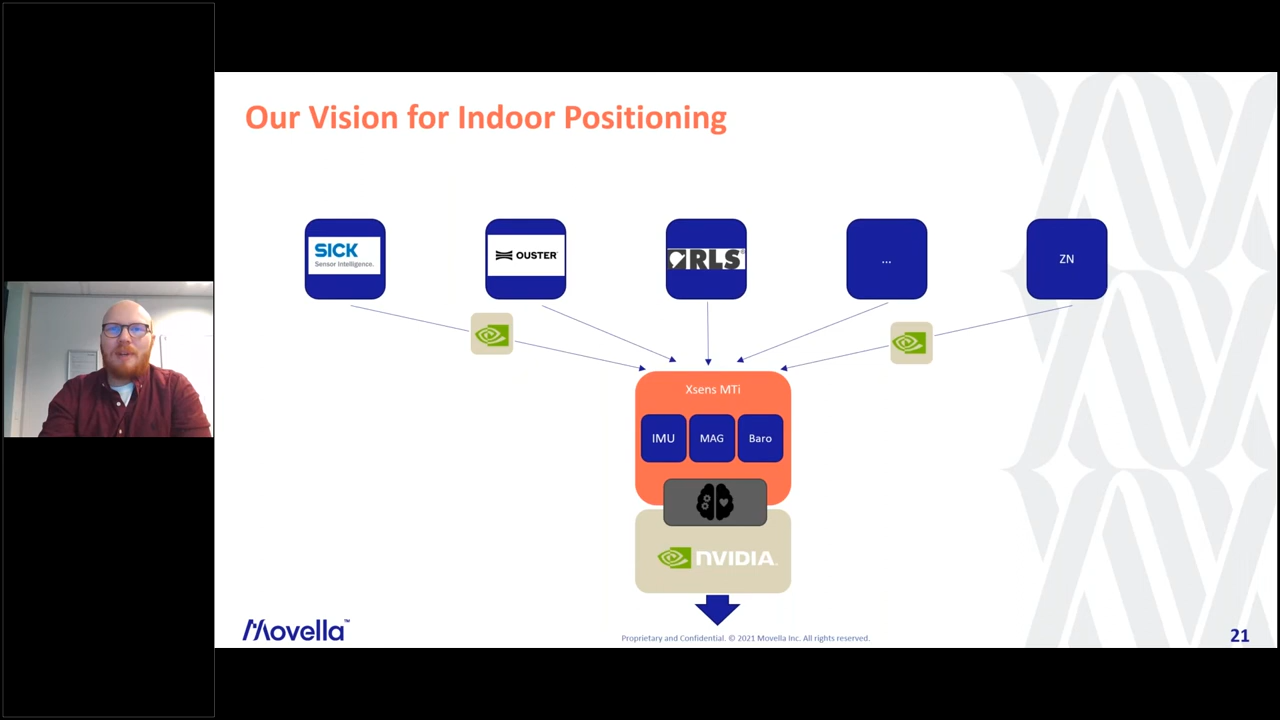 Our Vision for Indoor Positioning
SICK
Sensor Intelligence.
OUSTER
RLS
...
ZN
Xsens MTi
IMU
MAG
Baro
NVIDIA
Movella™
Proprietary and Confidential. © 2021 Movella Inc. All rights reserved.
21